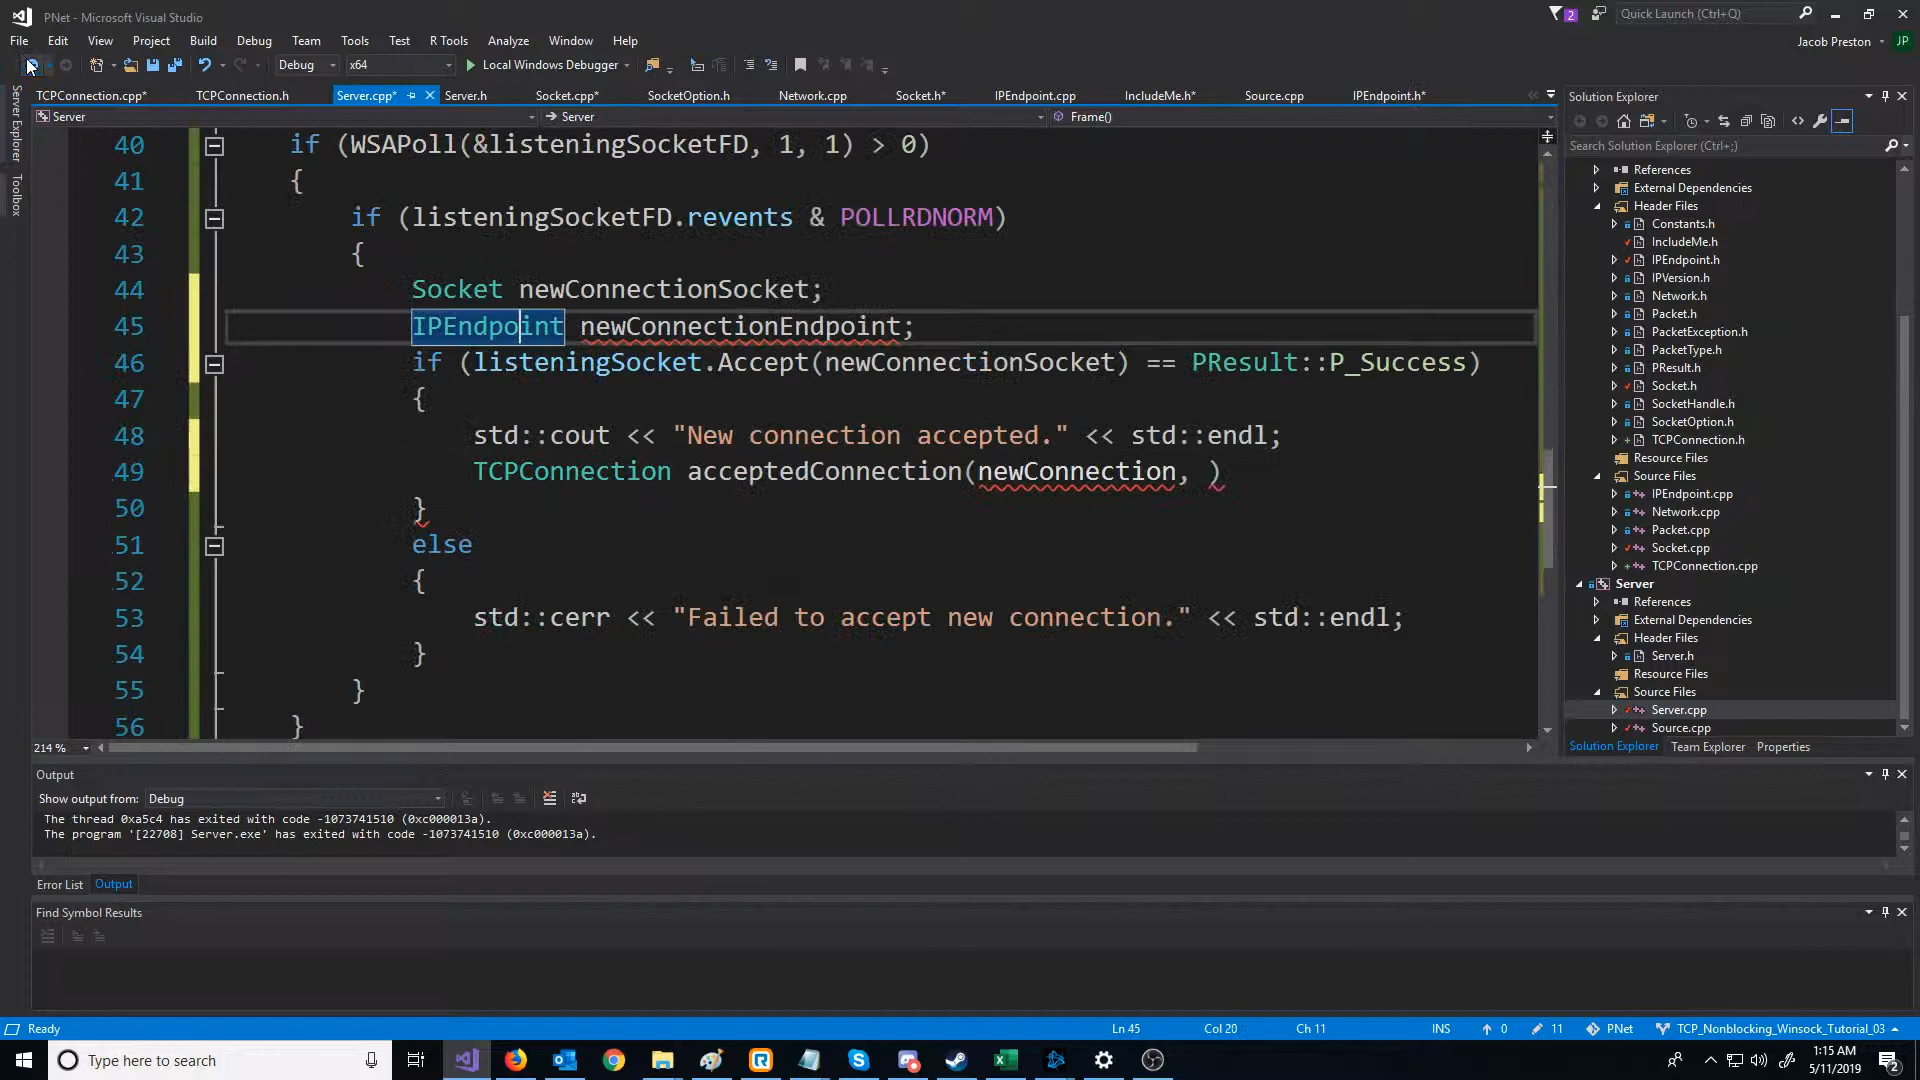 PNet - Microsoft Visual Studio
2
Quick Launch (Ctrl+Q)
File Edit View Project Build Debug Team Tools Test R Tools Analyze Window Help
Jacob Preston JP
Debug x64 Local Windows Debugger
TCPConnection.cpp* TCPConnection.h Server.cpp* Server.h Socket.cpp* SocketOption.h Network.cpp Socket.h* IPEndpoint.cpp IncludeMe.h* Source.cpp IPEndpoint.h*
Server Server Frame()
Server Explorer
Toolbox
40 if (WSAPoll(&listeningSocketFD, 1, 1) > 0)
41 {
42 if (listeningSocketFD.revents & POLLRDNORM)
43 {
44 Socket newConnectionSocket;
45 IPEndpoint newConnectionEndpoint;
46 if (listeningSocket.Accept(newConnectionSocket) == PResult::P_Success)
47 {
48 std::cout << "New connection accepted." << std::endl;
49 TCPConnection acceptedConnection(newConnection, )
50 }
51 else
52 {
53 std::cerr << "Failed to accept new connection." << std::endl;
54 }
55 }
56 }
214 %
Solution Explorer
Search Solution Explorer (Ctrl+;)
References
External Dependencies
Header Files
Constants.h
IncludeMe.h
IPEndpoint.h
IPVersion.h
Network.h
Packet.h
PacketException.h
PacketType.h
PResult.h
Socket.h
SocketHandle.h
SocketOption.h
TCPConnection.h
Resource Files
Source Files
IPEndpoint.cpp
Network.cpp
Packet.cpp
Socket.cpp
TCPConnection.cpp
Server
References
External Dependencies
Header Files
Server.h
Resource Files
Source Files
Server.cpp
Source.cpp
Solution Explorer Team Explorer Properties
Output
Show output from: Debug
The thread 0xa5c4 has exited with code -1073741510 (0xc000013a).
The program '[22708] Server.exe' has exited with code -1073741510 (0xc000013a).
Error List Output
Find Symbol Results
Ready Ln 45 Col 20 Ch 11 INS 0 11 PNet TCP_Nonblocking_Winsock_Tutorial_03
Type here to search
1:15 AM
5/11/2019
2